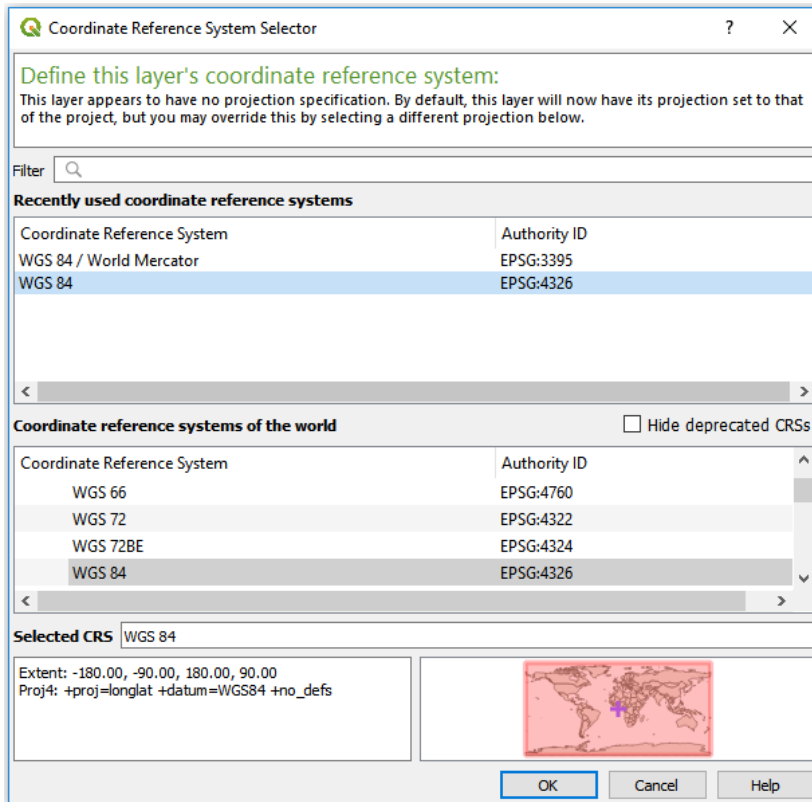 Coordinate Reference System Selector ? ×
Define this layer's coordinate reference system:
This layer appears to have no projection specification. By default, this layer will now have its projection set to that
of the project, but you may override this by selecting a different projection below.
Filter
Recently used coordinate reference systems
Coordinate Reference System Authority ID
WGS 84 / World Mercator EPSG:3395
WGS 84 EPSG:4326
Coordinate reference systems of the world Hide deprecated CRSs
Coordinate Reference System Authority ID
WGS 66 EPSG:4760
WGS 72 EPSG:4322
WGS 72BE EPSG:4324
WGS 84 EPSG:4326
Selected CRS WGS 84
Extent: -180.00, -90.00, 180.00, 90.00
Proj4: +proj=longlat +datum=WGS84 +no_defs
OK Cancel Help